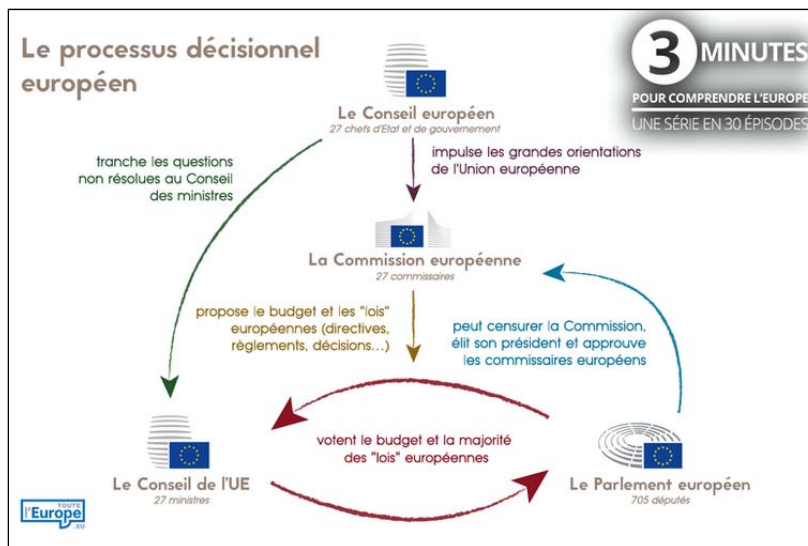 Le processus décisionnel
européen
3 MINUTES
POUR COMPRENDRE L'EUROPE
UNE SÉRIE EN 30 ÉPISODES
Le Conseil européen
27 chefs d'Etat et de gouvernement
tranche les questions
non résolues au Conseil
des ministres
impulse les grandes orientations
de l'Union européenne
La Commission européenne
27 commissaires
propose le budget et les "lois"
européennes (directives,
règlements, décisions...)
peut censurer la Commission,
élit son président et approuve
les commissaires européens
votent le budget et la majorité
des "lois" européennes
Le Conseil de l'UE
27 ministres
Le Parlement européen
705 députés
TOUTE
l'Europe
.EU